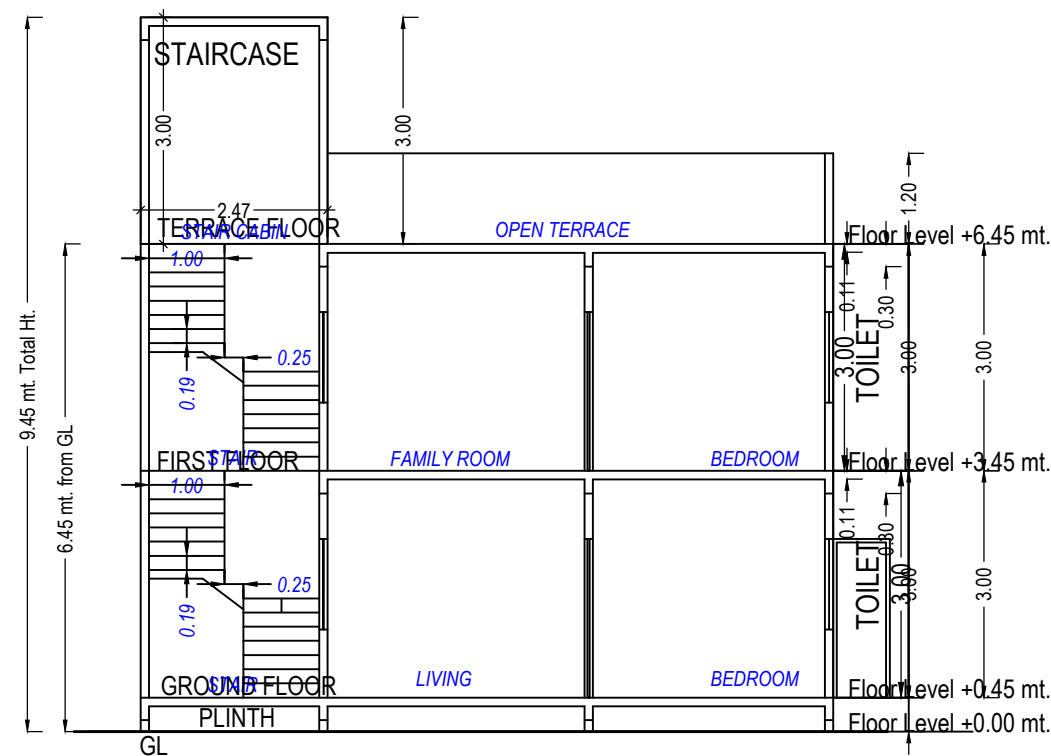 STAIRCASE
3.00
3.00
9.45 mt. Total Ht.
2.47
1.20
TERRACE FLOOR
STAIR CABIN
OPEN TERRACE
Floor Level +6.45 mt.
1.00
0.11
0.30
TOILET
3.00
3.00
3.00
0.25
0.19
6.45 mt. from GL
FIRST FLOOR
STAIR
FAMILY ROOM
BEDROOM
Floor Level +3.45 mt.
1.00
0.11
0.30
TOILET
3.00
3.00
3.00
0.25
0.19
GROUND FLOOR
STAIR
LIVING
BEDROOM
Floor Level +0.45 mt.
PLINTH
Floor Level +0.00 mt.
GL